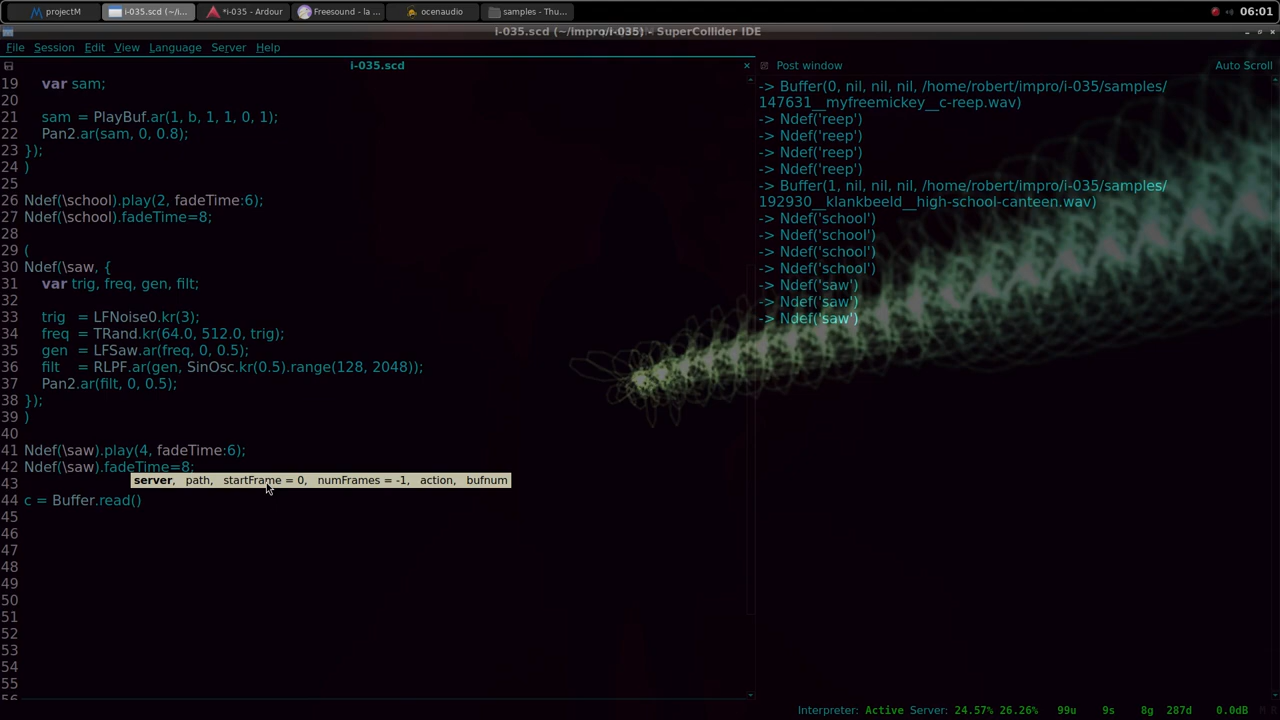 projectM
i-035.scd (~/i...
*i-035 - Ardour
Freesound - la ...
ocenaudio
samples - Thu...
06:01
i-035.scd (~/impro/i-035) - SuperCollider IDE
File Session Edit View Language Server Help
i-035.scd
Post window
Auto Scroll
19 var sam;
20
21 sam = PlayBuf.ar(1, b, 1, 1, 0, 1);
22 Pan2.ar(sam, 0, 0.8);
23 });
24 )
25
26 Ndef(\school).play(2, fadeTime:6);
27 Ndef(\school).fadeTime=8;
28
29 (
30 Ndef(\saw, {
31 var trig, freq, gen, filt;
32
33 trig = LFNoise0.kr(3);
34 freq = TRand.kr(64.0, 512.0, trig);
35 gen = LFSaw.ar(freq, 0, 0.5);
36 filt = RLPF.ar(gen, SinOsc.kr(0.5).range(128, 2048));
37 Pan2.ar(filt, 0, 0.5);
38 });
39 )
40
41 Ndef(\saw).play(4, fadeTime:6);
42 Ndef(\saw).fadeTime=8;
server, path, startFrame = 0, numFrames = -1, action, bufnum
43
44 c = Buffer.read()
45
46
47
48
49
50
51
52
53
54
55
56
-> Buffer(0, nil, nil, nil, /home/robert/impro/i-035/samples/
147631__myfreemickey__c-reep.wav)
-> Ndef('reep')
-> Ndef('reep')
-> Ndef('reep')
-> Ndef('reep')
-> Buffer(1, nil, nil, nil, /home/robert/impro/i-035/samples/
192930__klankbeeld__high-school-canteen.wav)
-> Ndef('school')
-> Ndef('school')
-> Ndef('school')
-> Ndef('school')
-> Ndef('saw')
-> Ndef('saw')
-> Ndef('saw')
Interpreter: Active Server: 24.57% 26.26% 99u 9s 8g 287d 0.0dB